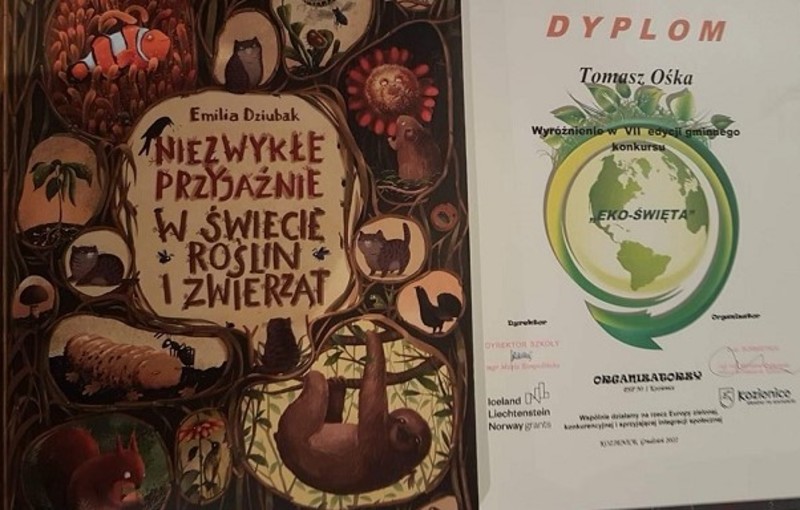 Emilia Dziubak
NIEZWYKŁE
PRZYJAŹNIE
W ŚWIECIE
ROŚLIN
I ZWIERZĄT
DYPLOM
Tomasz Ośka
Wyróżnienie w VII edycji gminnego
konkursu
„EKO-ŚWIĘTA”
Dyrektor
Organizator
DYREKTOR SZKOŁY
ORGANIZATORZY
Iceland
Liechtenstein
Norway grants
Kozienice
Wspólnie działamy na rzecz Europy zielonej,
konkurencyjnej i sprzyjającej integracji społecznej